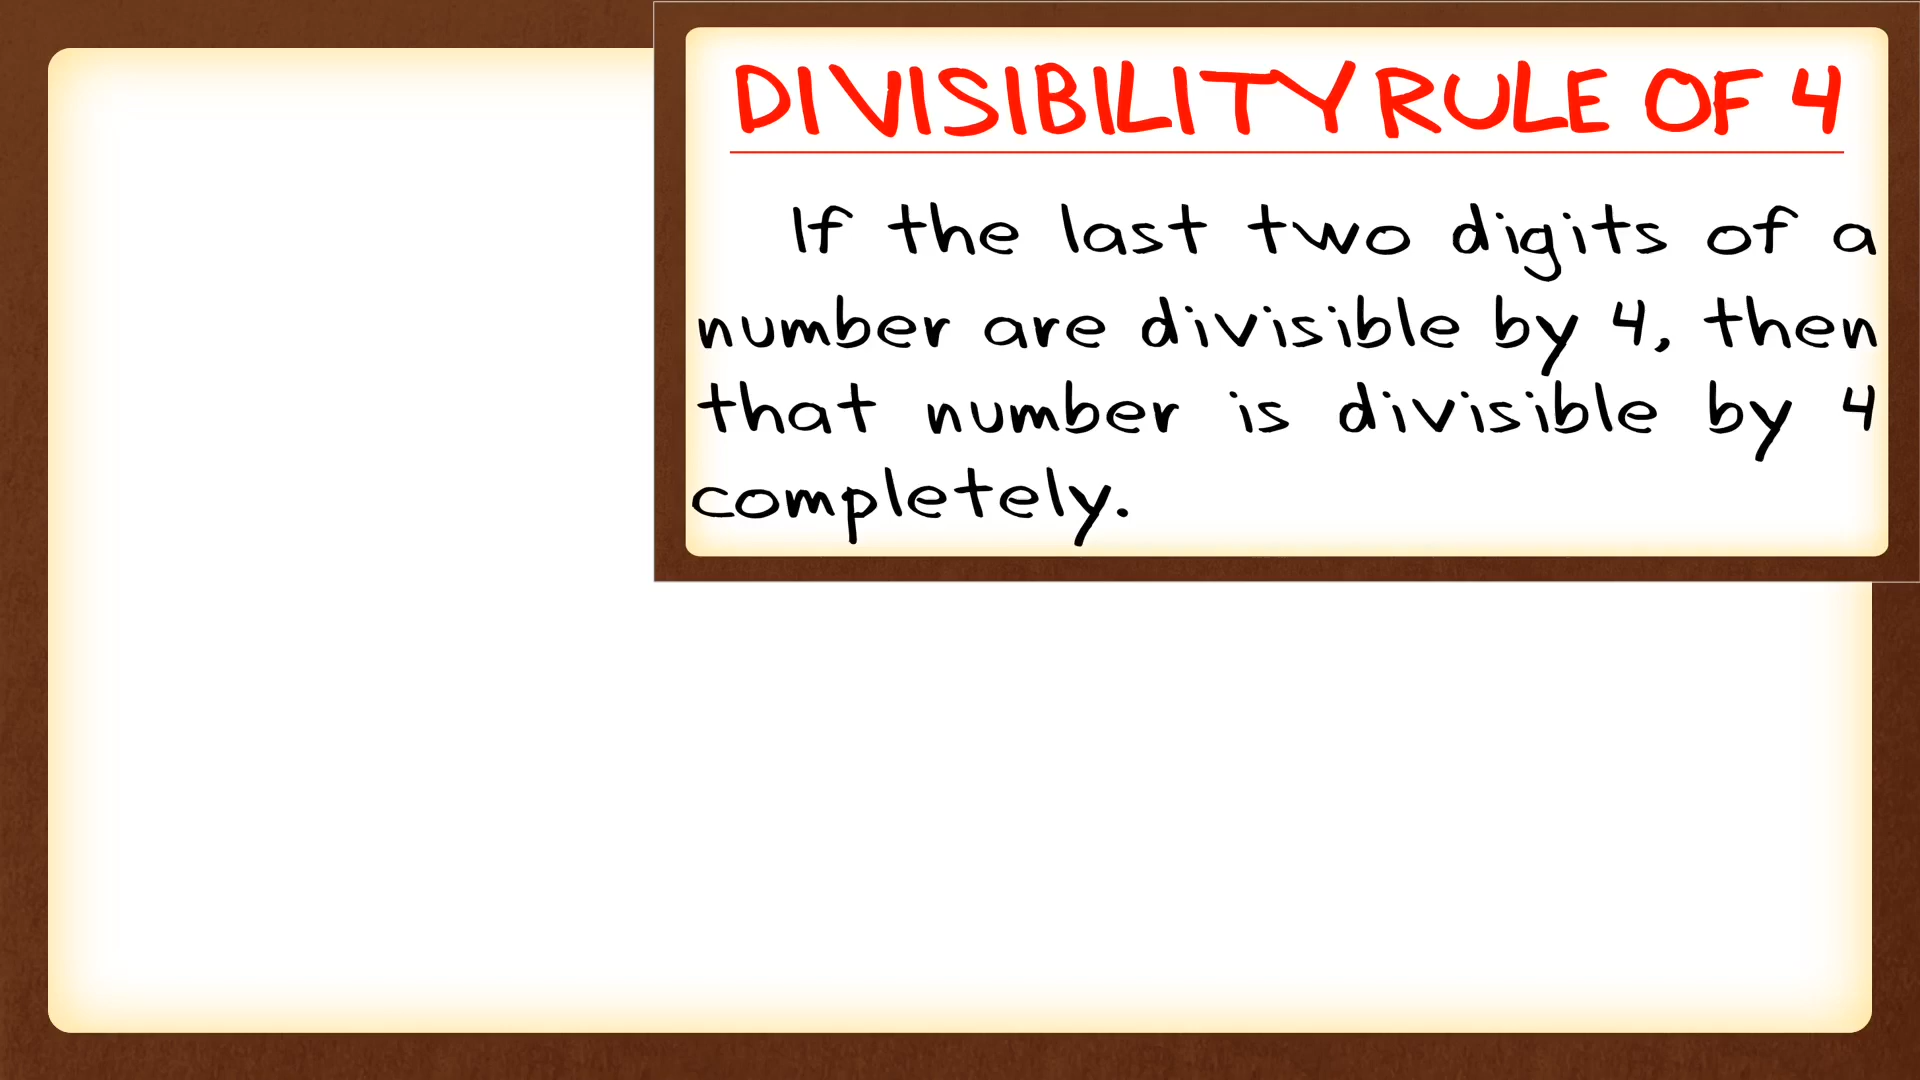 DIVISIBILITY RULE OF 4
If the last two digits of a
number are divisible by 4, then
that number is divisible by 4
completely.